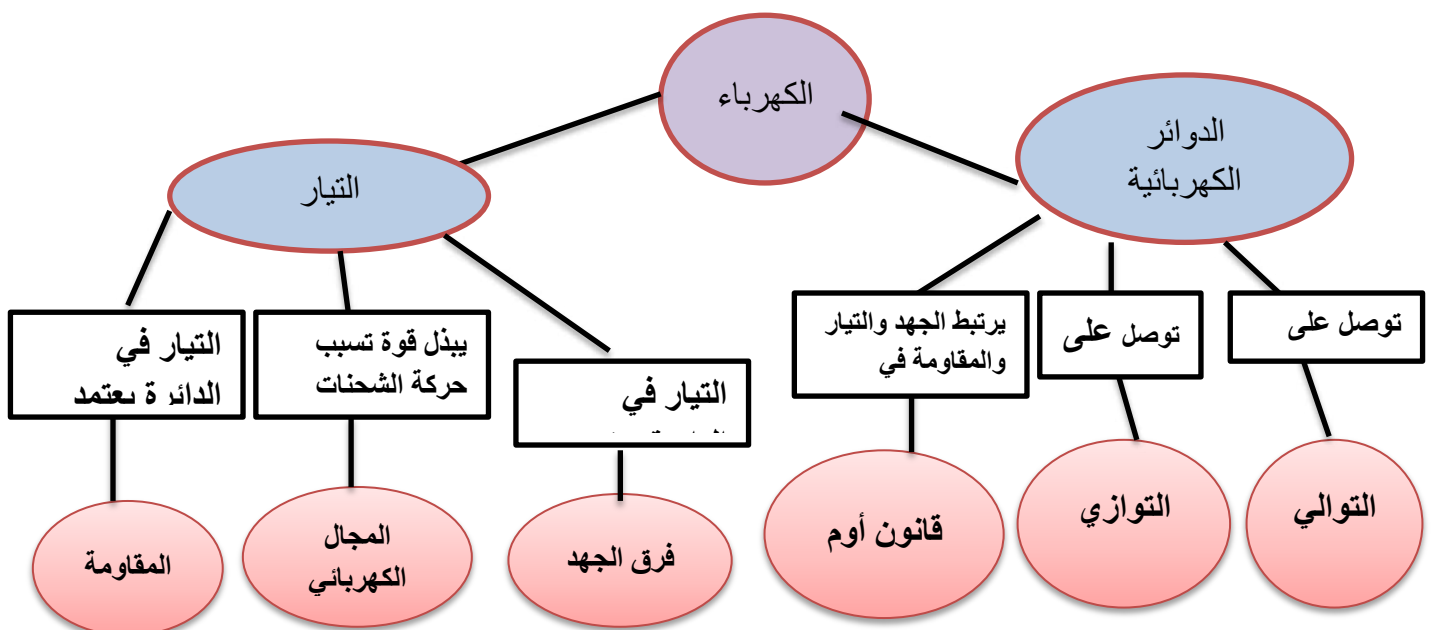 الكهرباء
الدوائر
الكهربائية
التيار
توصل على
توصل على
يرتبط الجهد والتيار
والمقاومة في
التيار في
يبذل قوة تسبب
حركة الشحنات
التيار في
الدائرة يعتمد
التوالي
التوازي
قانون أوم
فرق الجهد
المجال
الكهربائي
المقاومة